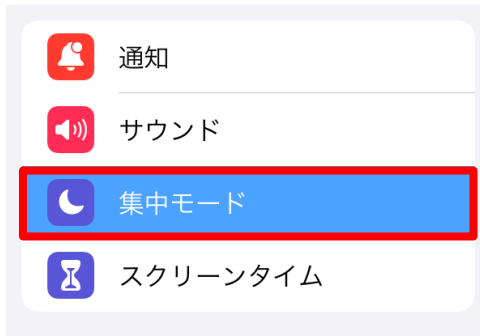 通知
サウンド
集中モード
スクリーンタイム